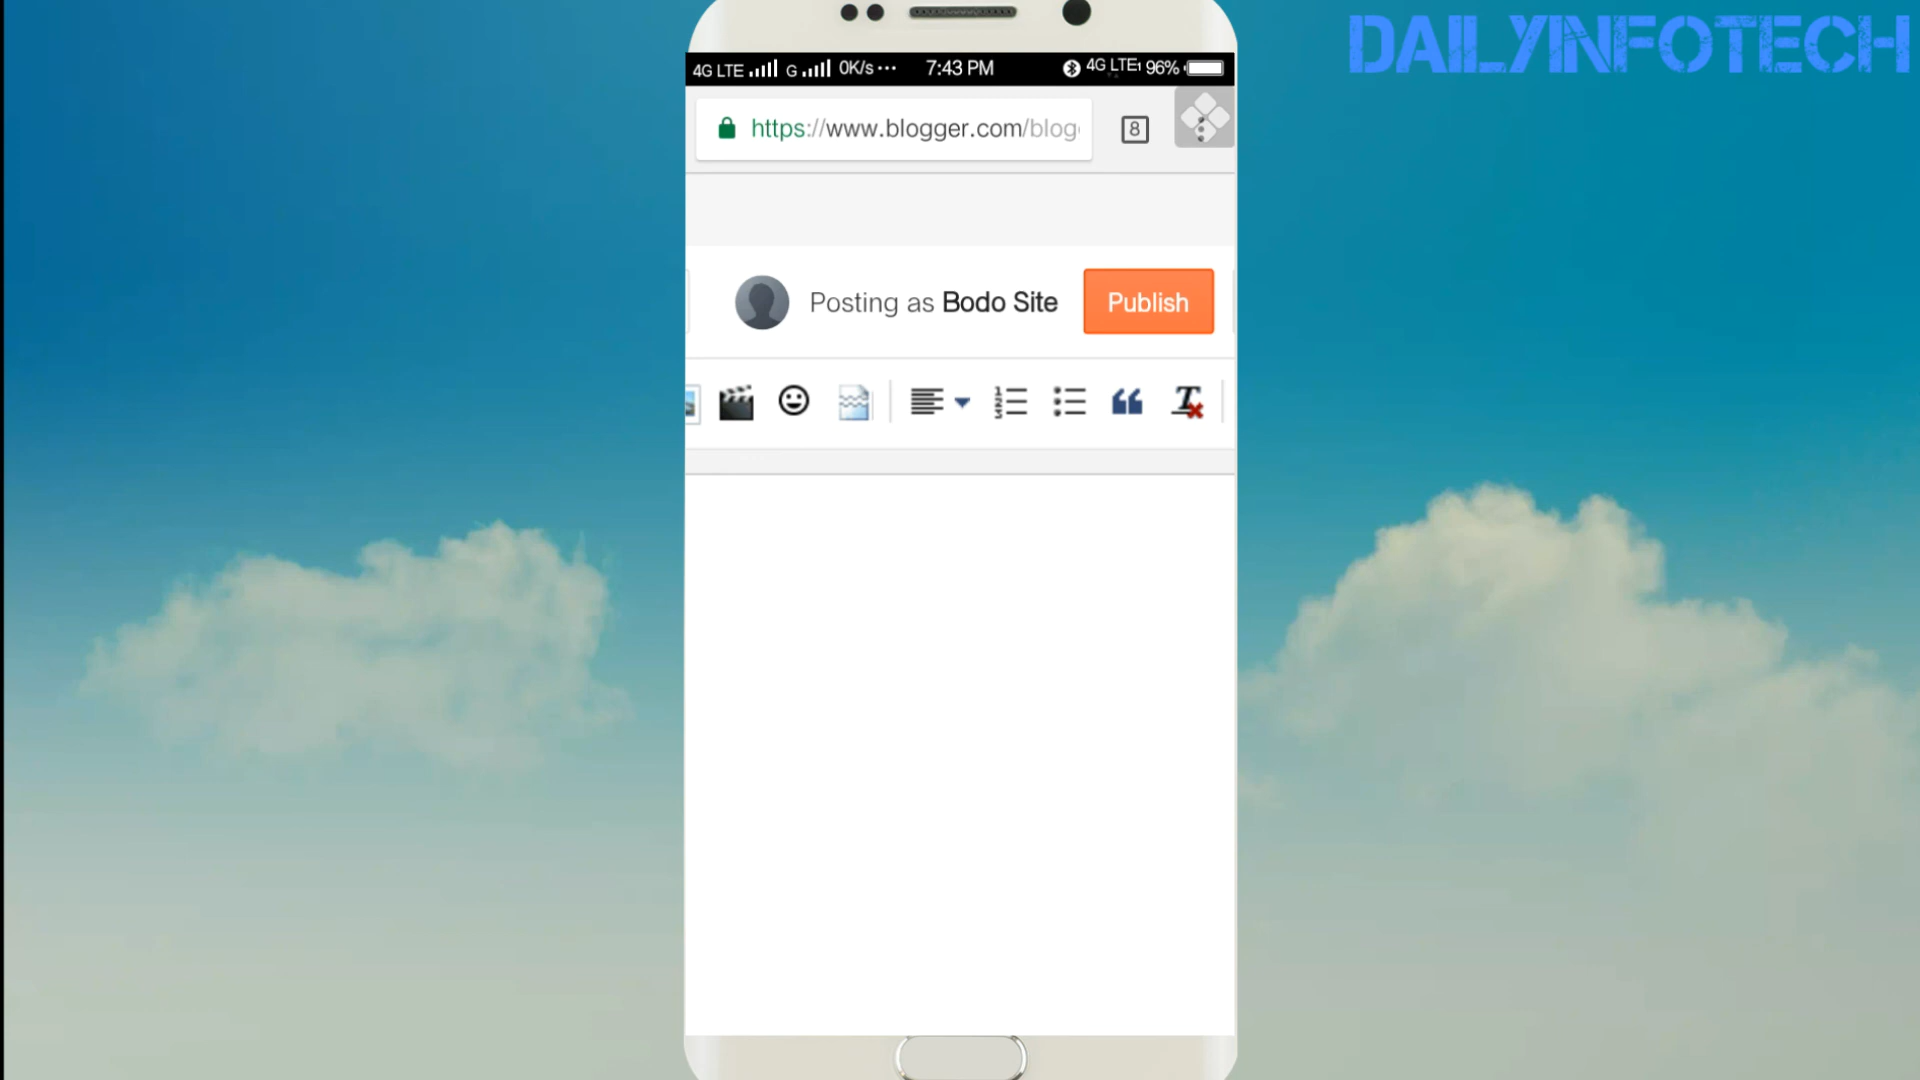 DAILYINFOTECH
4G LTE G 0K/s ··· 7:43 PM 4G LTE1 96%
https://www.blogger.com/blog
8
Posting as Bodo Site Publish